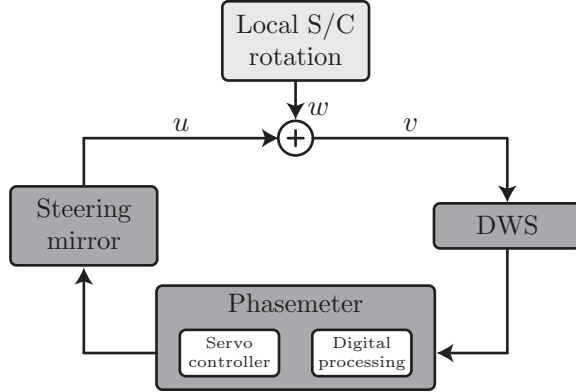 Local S/C
rotation
w
u
+
v
Steering
mirror
DWS
Phasemeter
Servo
controller
Digital
processing